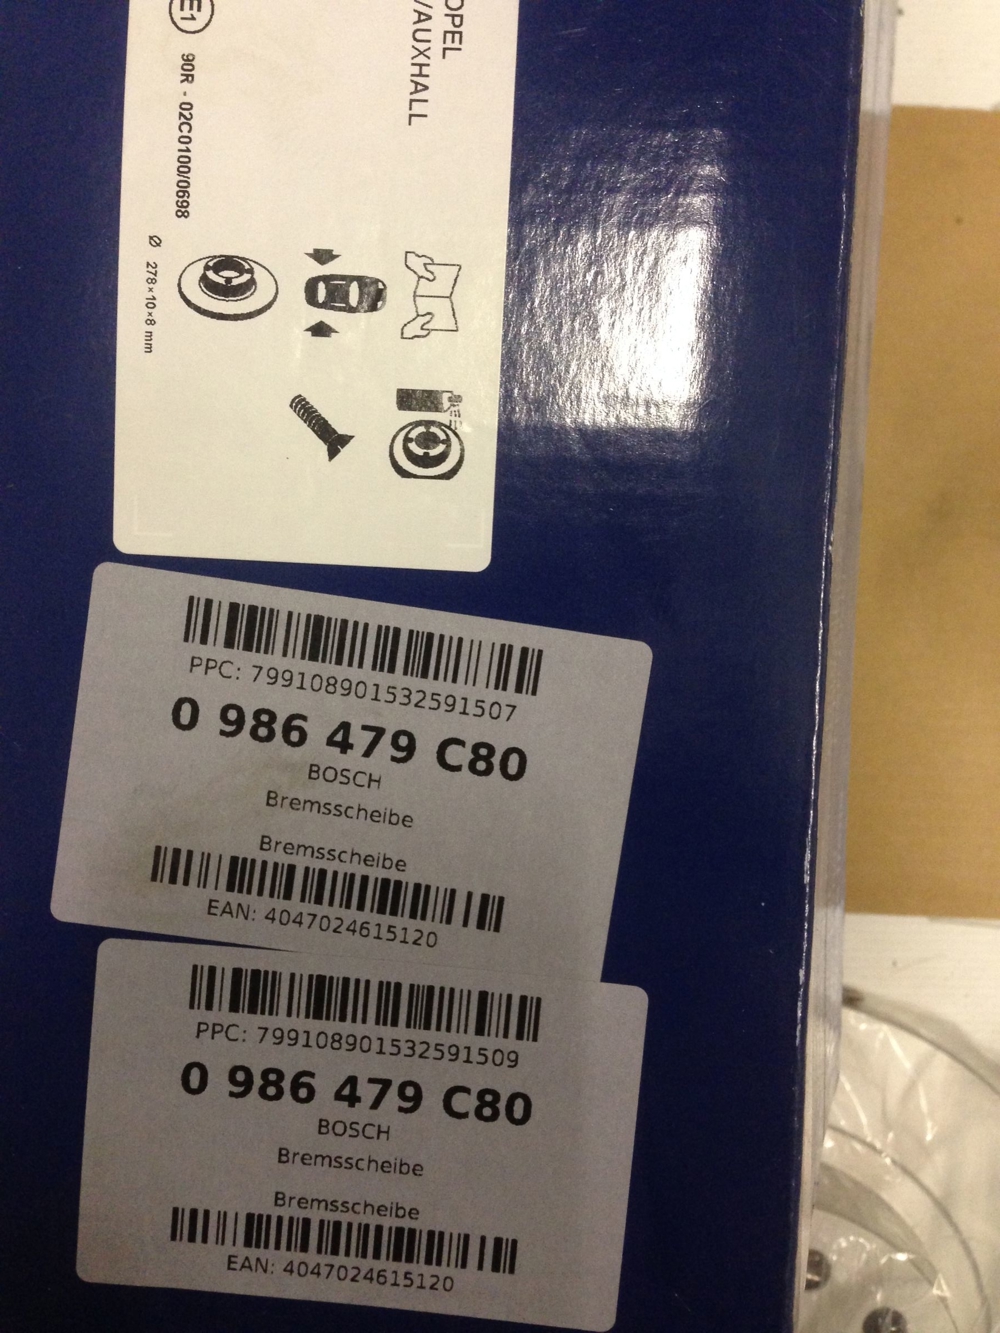 OPEL
VAUXHALL
E1
90R - 02C0100/0698
Ø 278×10×8 mm
PPC: 799108901532591507
0 986 479 C80
BOSCH
Bremsscheibe
Bremsscheibe
EAN: 4047024615120
PPC: 799108901532591509
0 986 479 C80
BOSCH
Bremsscheibe
Bremsscheibe
EAN: 4047024615120